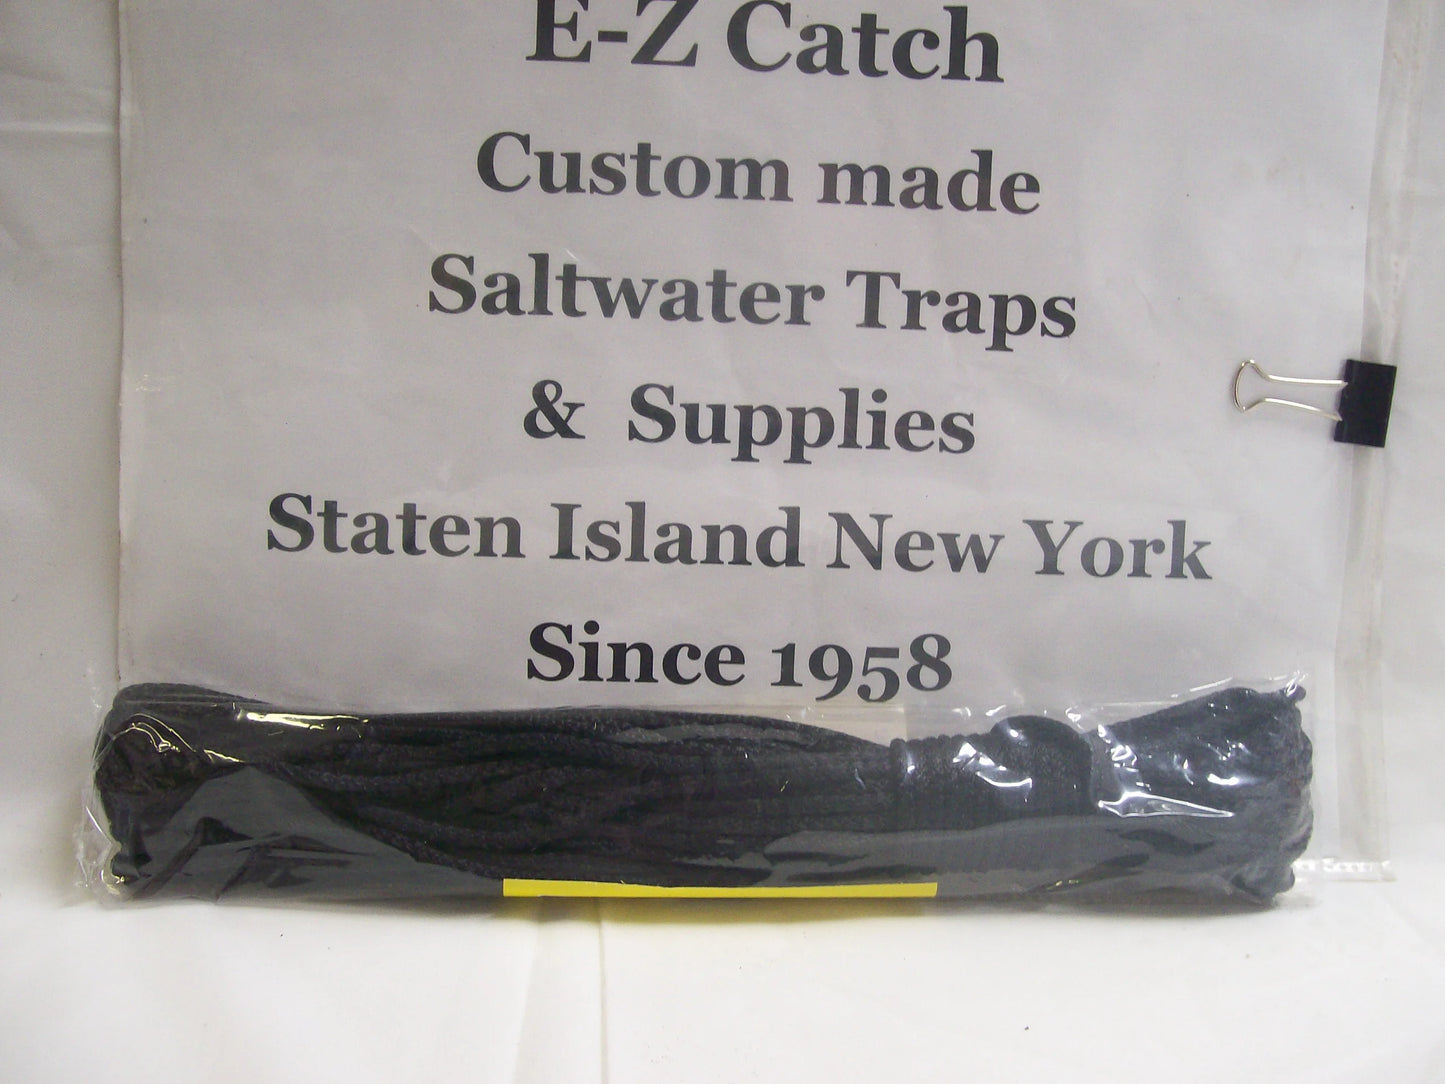 E-Z Catch
Custom made
Saltwater Traps
& Supplies
Staten Island New York
Since 1958